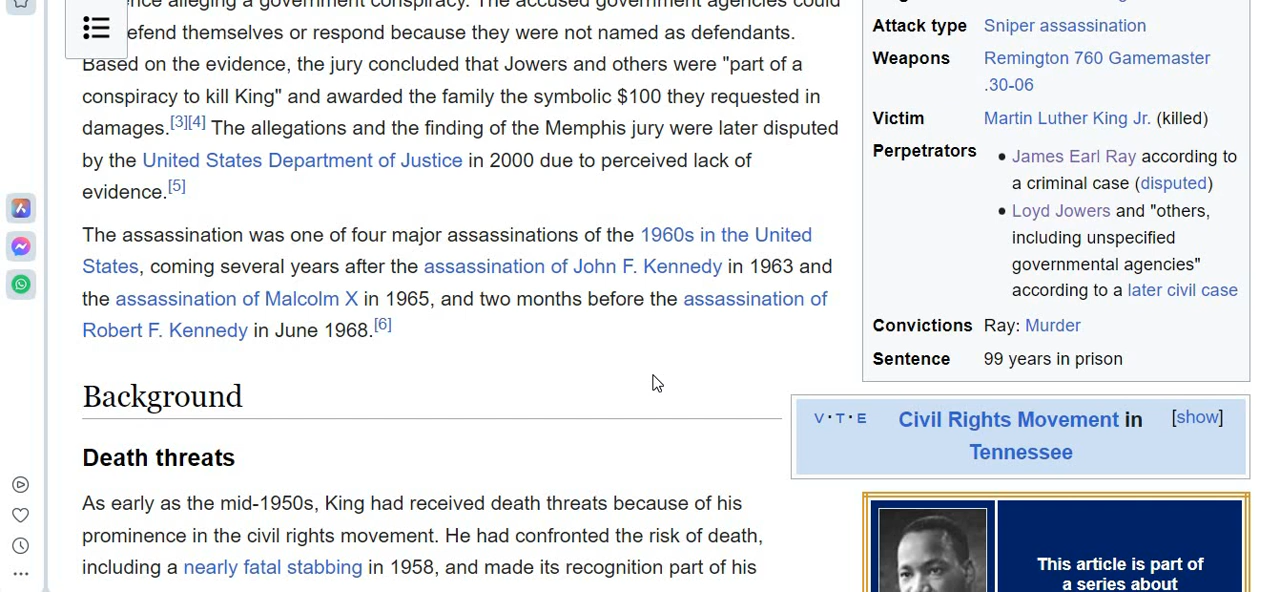 ence alleging a government conspiracy. The accused government agencies could
efend themselves or respond because they were not named as defendants.
Based on the evidence, the jury concluded that Jowers and others were "part of a
conspiracy to kill King" and awarded the family the symbolic $100 they requested in
damages.[3][4] The allegations and the finding of the Memphis jury were later disputed
by the United States Department of Justice in 2000 due to perceived lack of
evidence.[5]
The assassination was one of four major assassinations of the 1960s in the United
States, coming several years after the assassination of John F. Kennedy in 1963 and
the assassination of Malcolm X in 1965, and two months before the assassination of
Robert F. Kennedy in June 1968.[6]
Background
Death threats
As early as the mid-1950s, King had received death threats because of his
prominence in the civil rights movement. He had confronted the risk of death,
including a nearly fatal stabbing in 1958, and made its recognition part of his
Attack type Sniper assassination
Weapons Remington 760 Gamemaster
.30-06
Victim Martin Luther King Jr. (killed)
Perpetrators • James Earl Ray according to
a criminal case (disputed)
• Loyd Jowers and "others,
including unspecified
governmental agencies"
according to a later civil case
Convictions Ray: Murder
Sentence 99 years in prison
V·T·E Civil Rights Movement in [show]
Tennessee
This article is part of
a series about